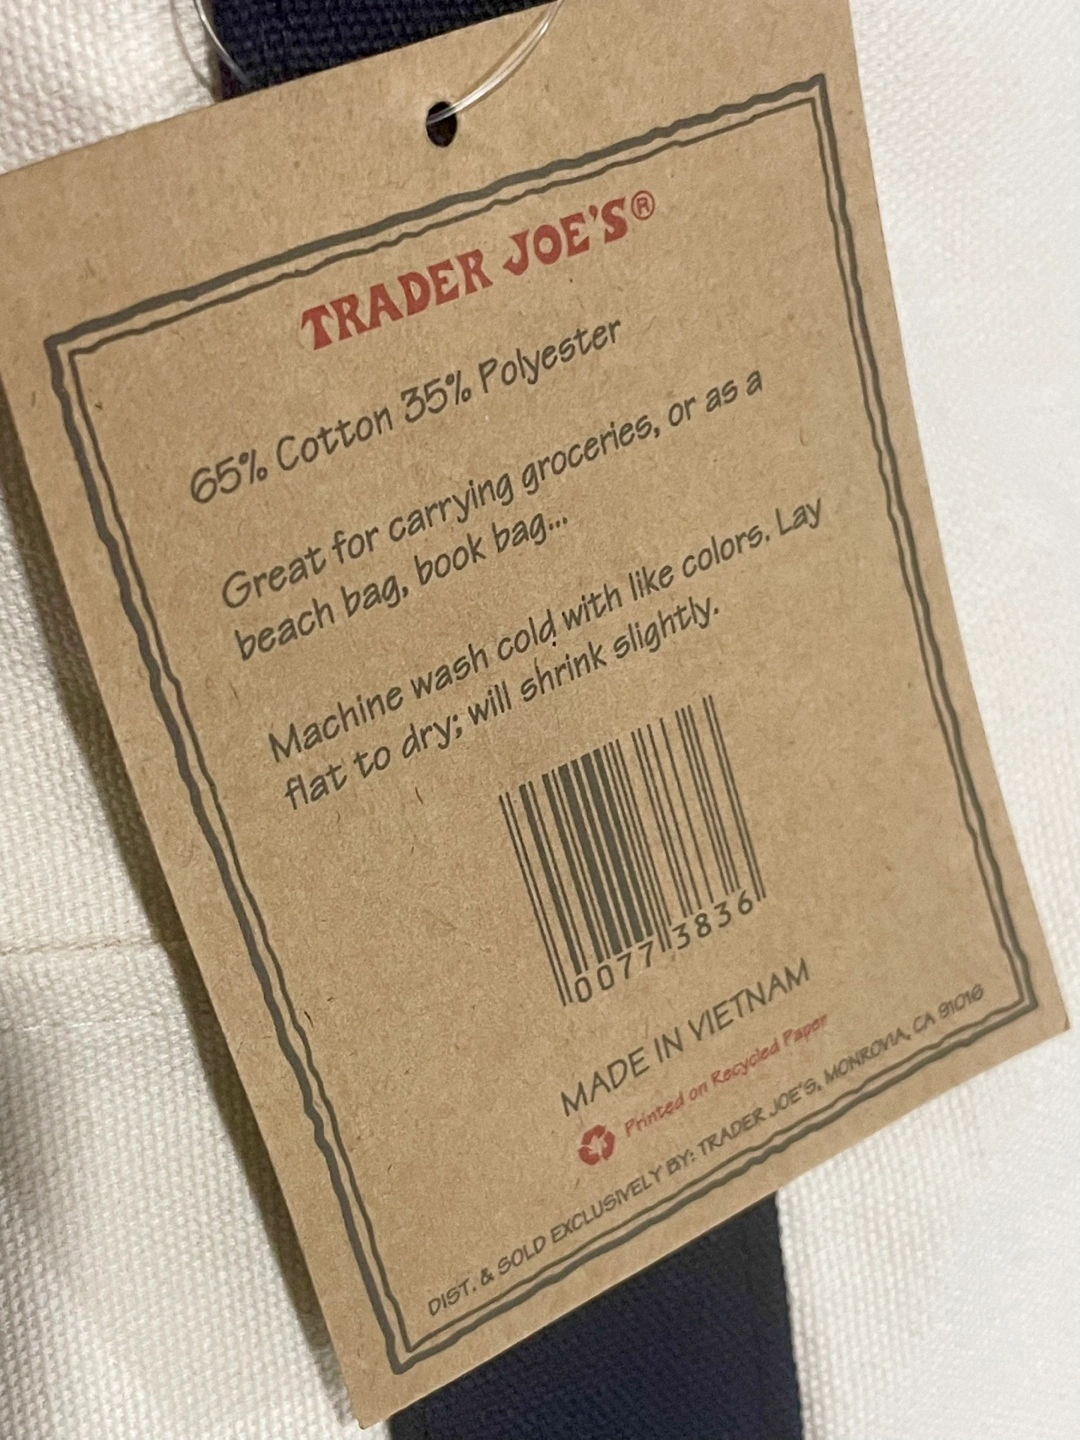 TRADER JOE'S®
65% Cotton 35% Polyester
Great for carrying groceries, or as a
beach bag, book bag...
Machine wash cold with like colors. Lay
flat to dry; will shrink slightly.
0077 3836
MADE IN VIETNAM
Printed on Recycled Paper
DIST. & SOLD EXCLUSIVELY BY: TRADER JOE'S, MONROVIA, CA 91016